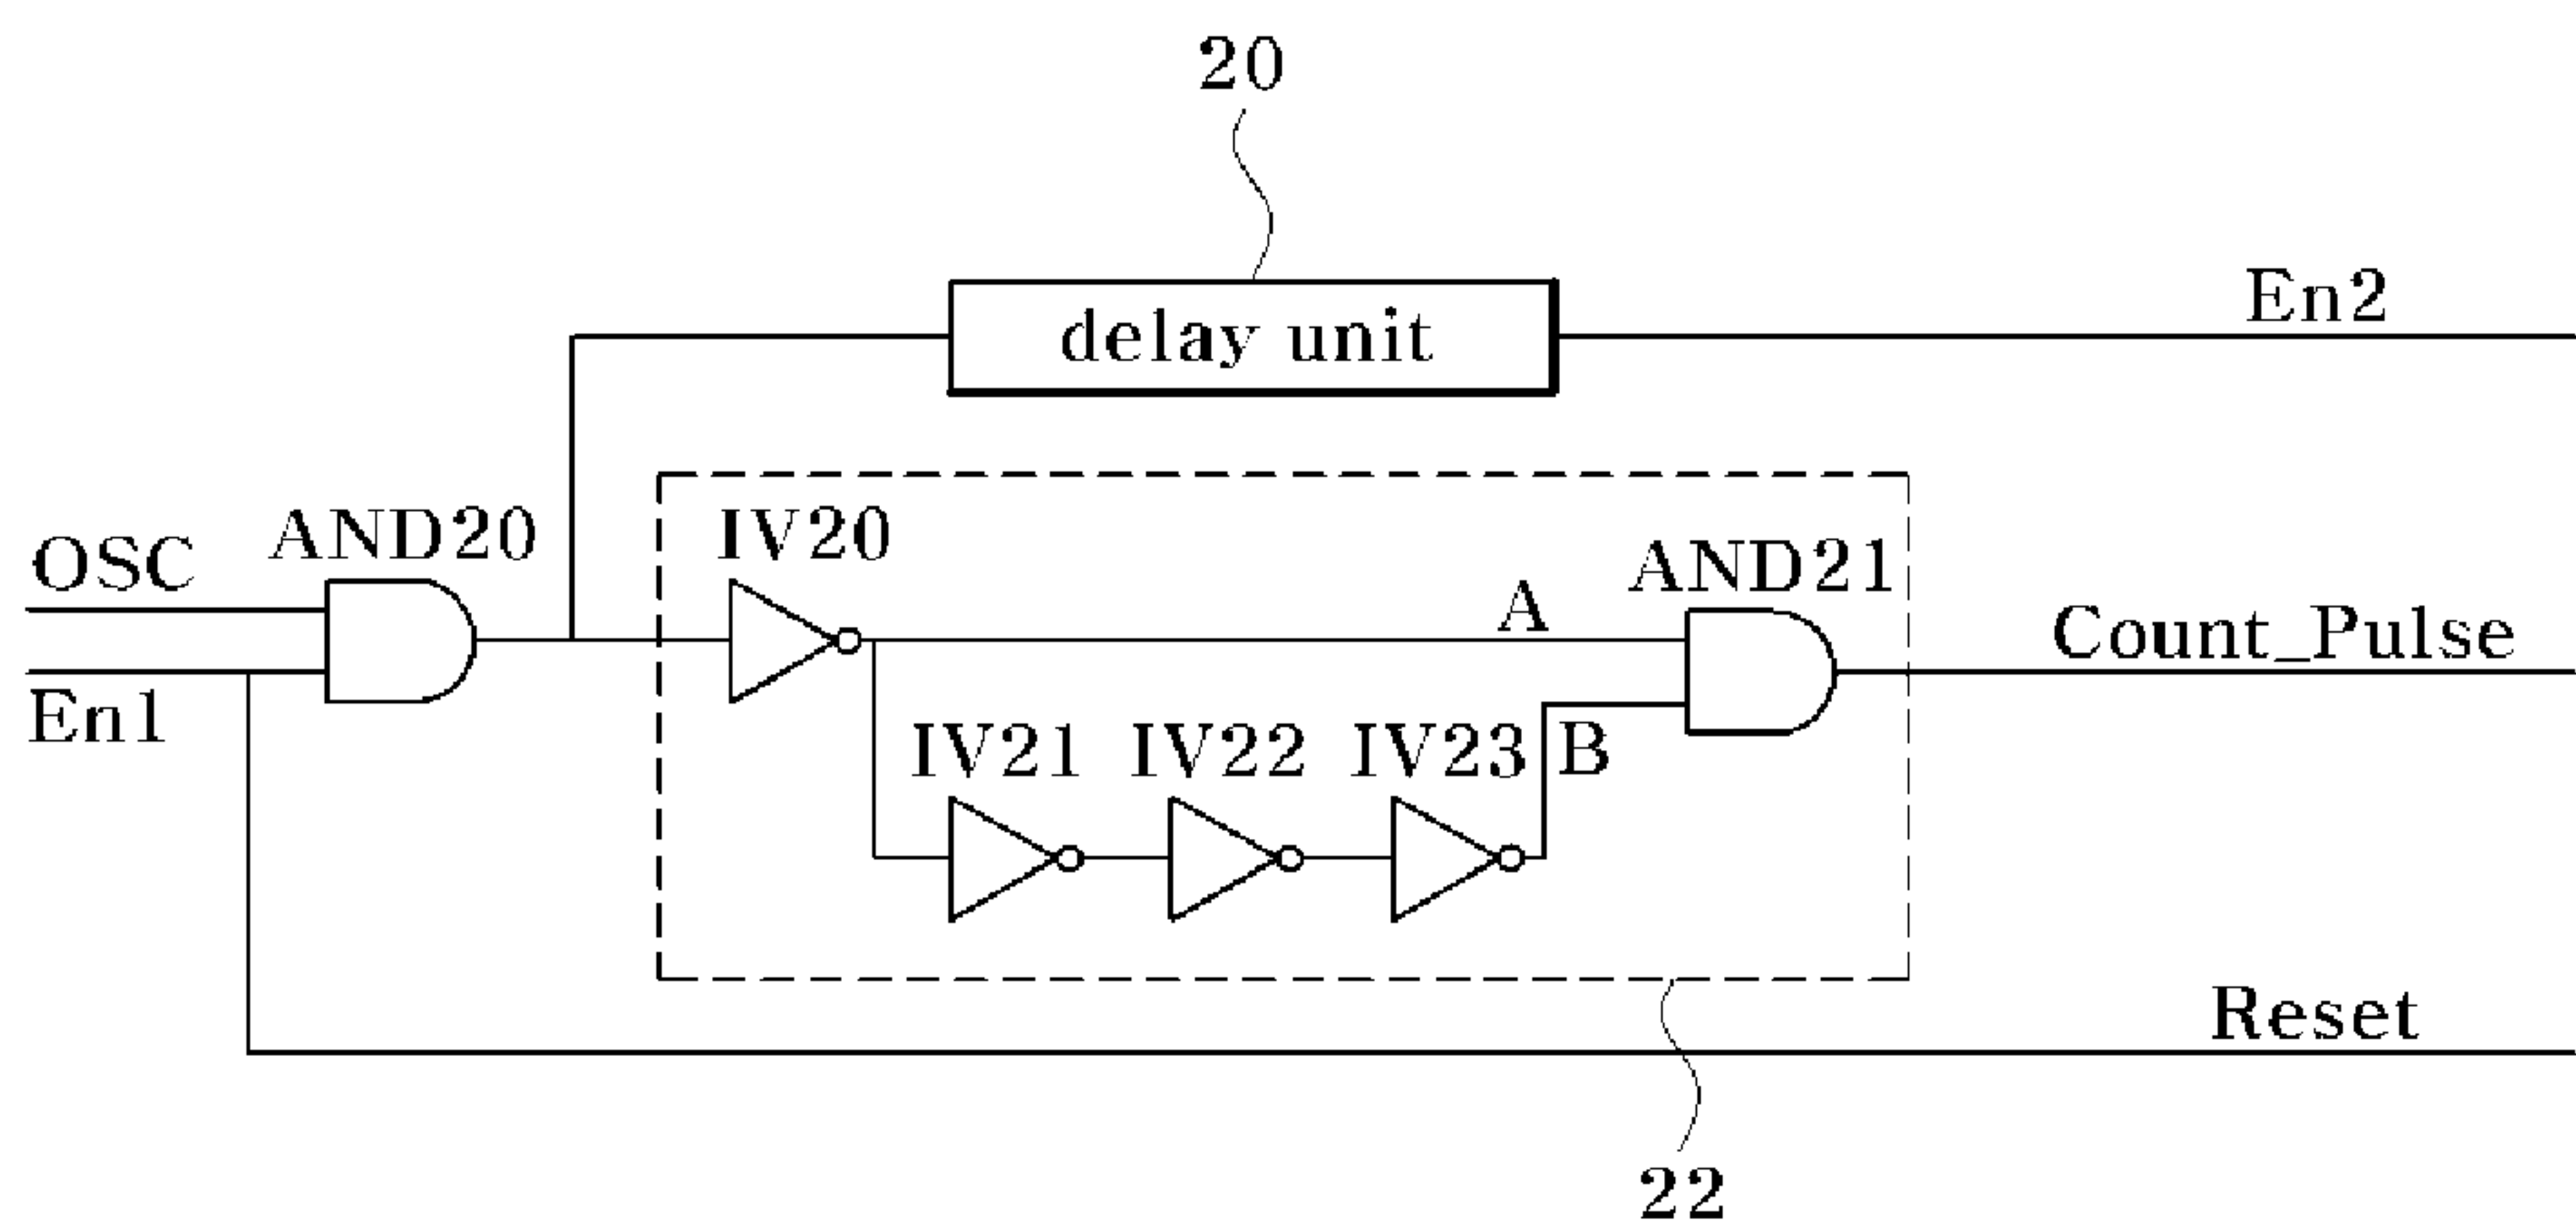 20
En2
delay unit
AND20
IV20
OSC
AND21
A
Count_Pulse
En1
IV21
IV22
IV23
B
Reset
22